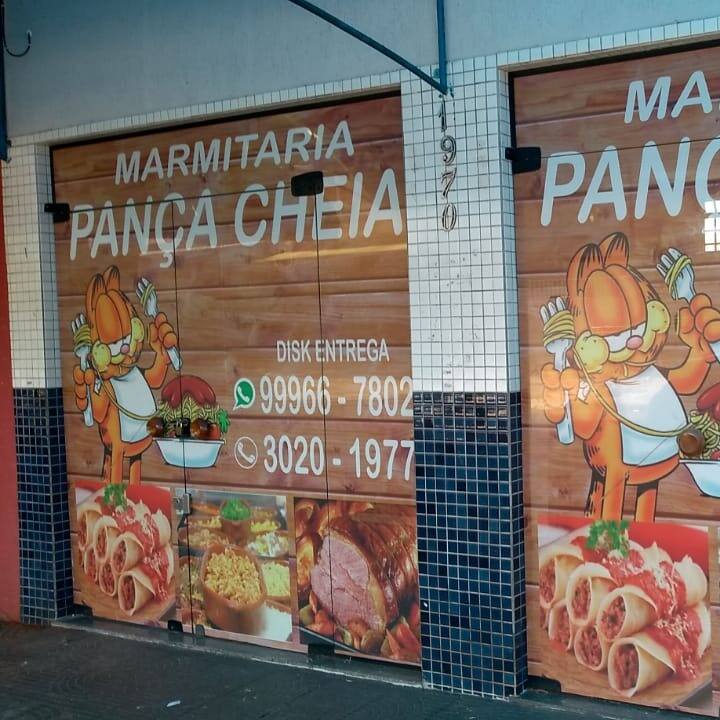 MARMITARIA
PANÇA CHEIA
DISK ENTREGA
99966-7802
3020-1977
1970
MA
PANÇ